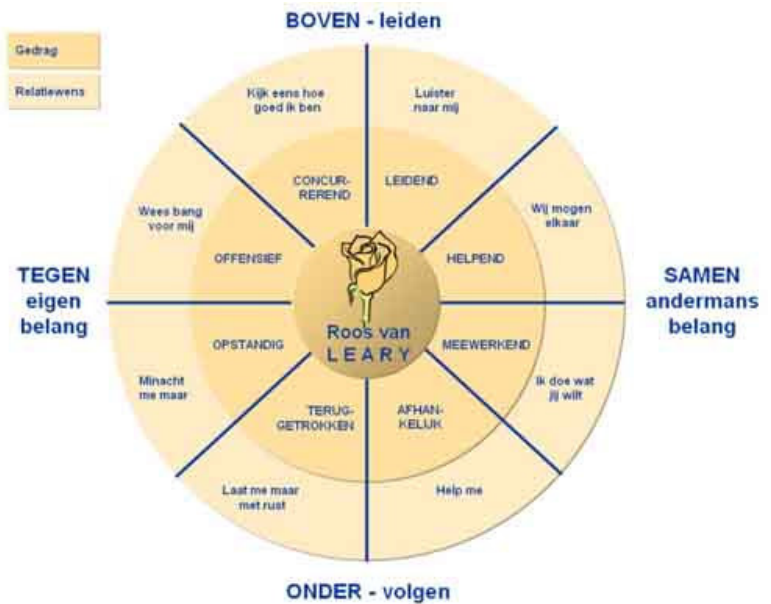 BOVEN - leiden
Gedrag
Relatiewens
Kijk eens hoe
goed ik ben
Luister
naar mij
CONCUR-
REREND
LEIDEND
Wees bang
voor mij
Wij mogen
elkaar
OFFENSIEF
HELPEND
TEGEN
eigen
belang
SAMEN
andermans
belang
Roos van
LEARY
OPSTANDIG
MEEWERKEND
Minacht
me maar
Ik doe wat
jij wilt
TERUG-
GETROKKEN
AFHAN-
KELIJK
Laat me maar
met rust
Help me
ONDER - volgen